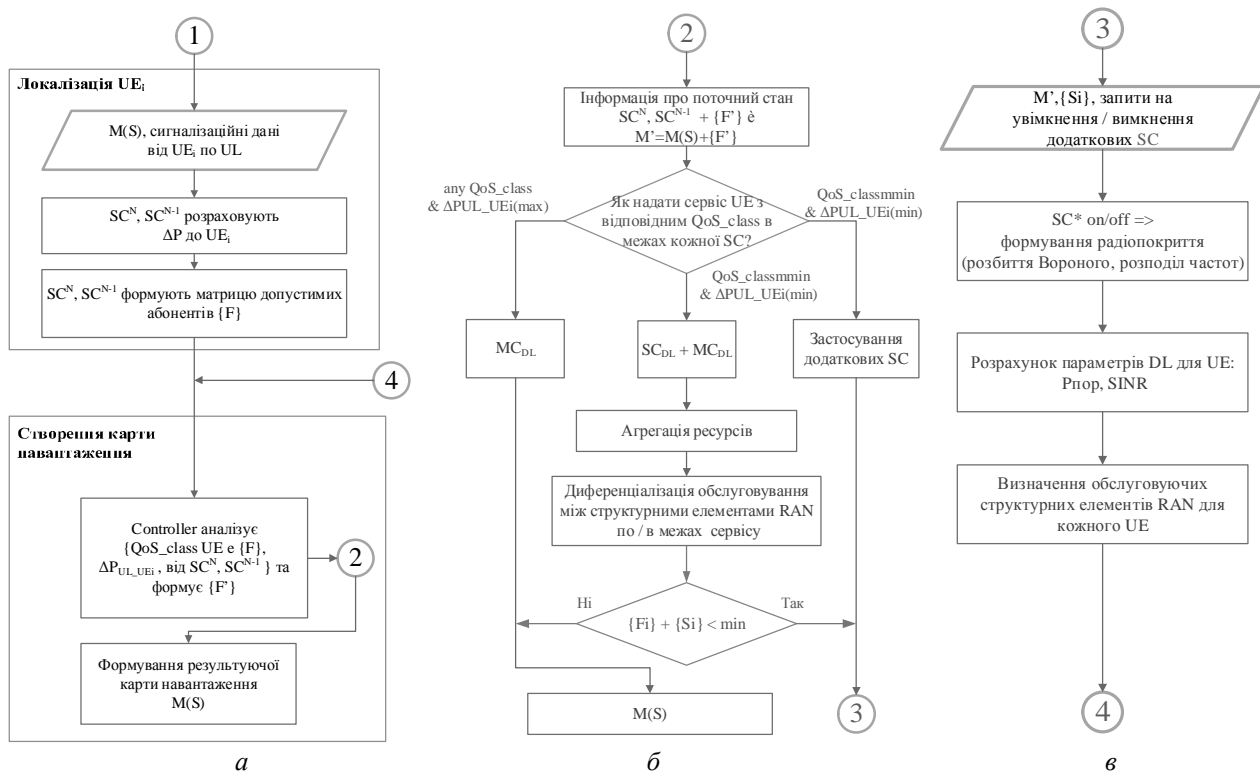 1
Локалізація UEi
M(S), сигналізаційні дані
від UEi по UL
SCN, SCN-1 розраховують
ΔP до UEi
SCN, SCN-1 формують матрицю допустимих
абонентів {F}
4
Створення карти
навантаження
Controller аналізує
{QoS_class UE е {F},
ΔPUL_UEi , від SCN, SCN-1 } та
формує {F’}
2
Формування результуючої
карти навантаження
M(S)
а
2
Інформація про поточний стан
SCN, SCN-1 + {F’} è
M’=M(S)+{F’}
any QoS_class
& ΔPUL_UEi(max)
Як надати сервіс UE з
відповідним QoS_class в
межах кожної SC?
QoS_classmmin
& ΔPUL_UEi(min)
QoS_classmmin
& ΔPUL_UEi(min)
MCDL
SCDL + MCDL
Застосування
додаткових SC
Агрегація ресурсів
Диференціалізація обслуговування
між структурними елементами RAN
по / в межах сервісу
Ні
{Fi} + {Si} < min
Так
M(S)
3
б
3
M’,{Si}, запити на
увімкнення / вимкнення
додаткових SC
SC* on/off =>
формування радіопокриття
(розбиття Вороного, розподіл частот)
Розрахунок параметрів DL для UE:
Рпор, SINR
Визначення обслуговуючих
структурних елементів RAN для
кожного UE
4
в